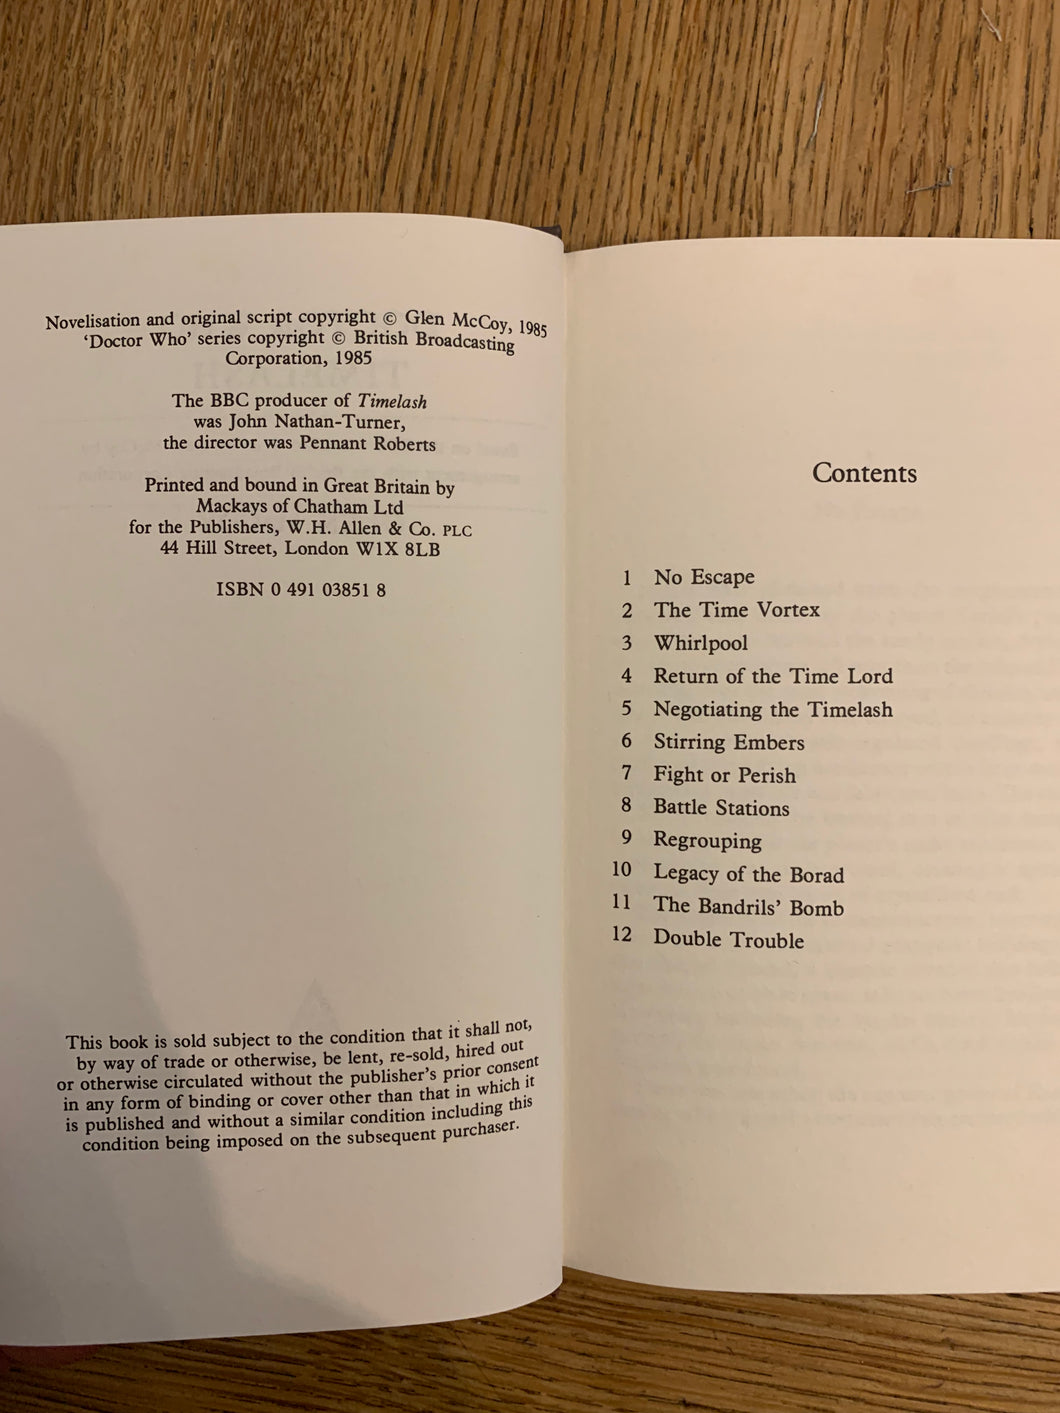 Novelisation and original script copyright © Glen McCoy, 1985
‘Doctor Who’ series copyright © British Broadcasting
Corporation, 1985
The BBC producer of Timelash
was John Nathan-Turner,
the director was Pennant Roberts
Printed and bound in Great Britain by
Mackays of Chatham Ltd
for the Publishers, W.H. Allen & Co. PLC
44 Hill Street, London W1X 8LB
ISBN 0 491 03851 8
This book is sold subject to the condition that it shall not,
by way of trade or otherwise, be lent, re-sold, hired out
or otherwise circulated without the publisher’s prior consent
in any form of binding or cover other than that in which it
is published and without a similar condition including this
condition being imposed on the subsequent purchaser.
Contents
1 No Escape
2 The Time Vortex
3 Whirlpool
4 Return of the Time Lord
5 Negotiating the Timelash
6 Stirring Embers
7 Fight or Perish
8 Battle Stations
9 Regrouping
10 Legacy of the Borad
11 The Bandrils’ Bomb
12 Double Trouble